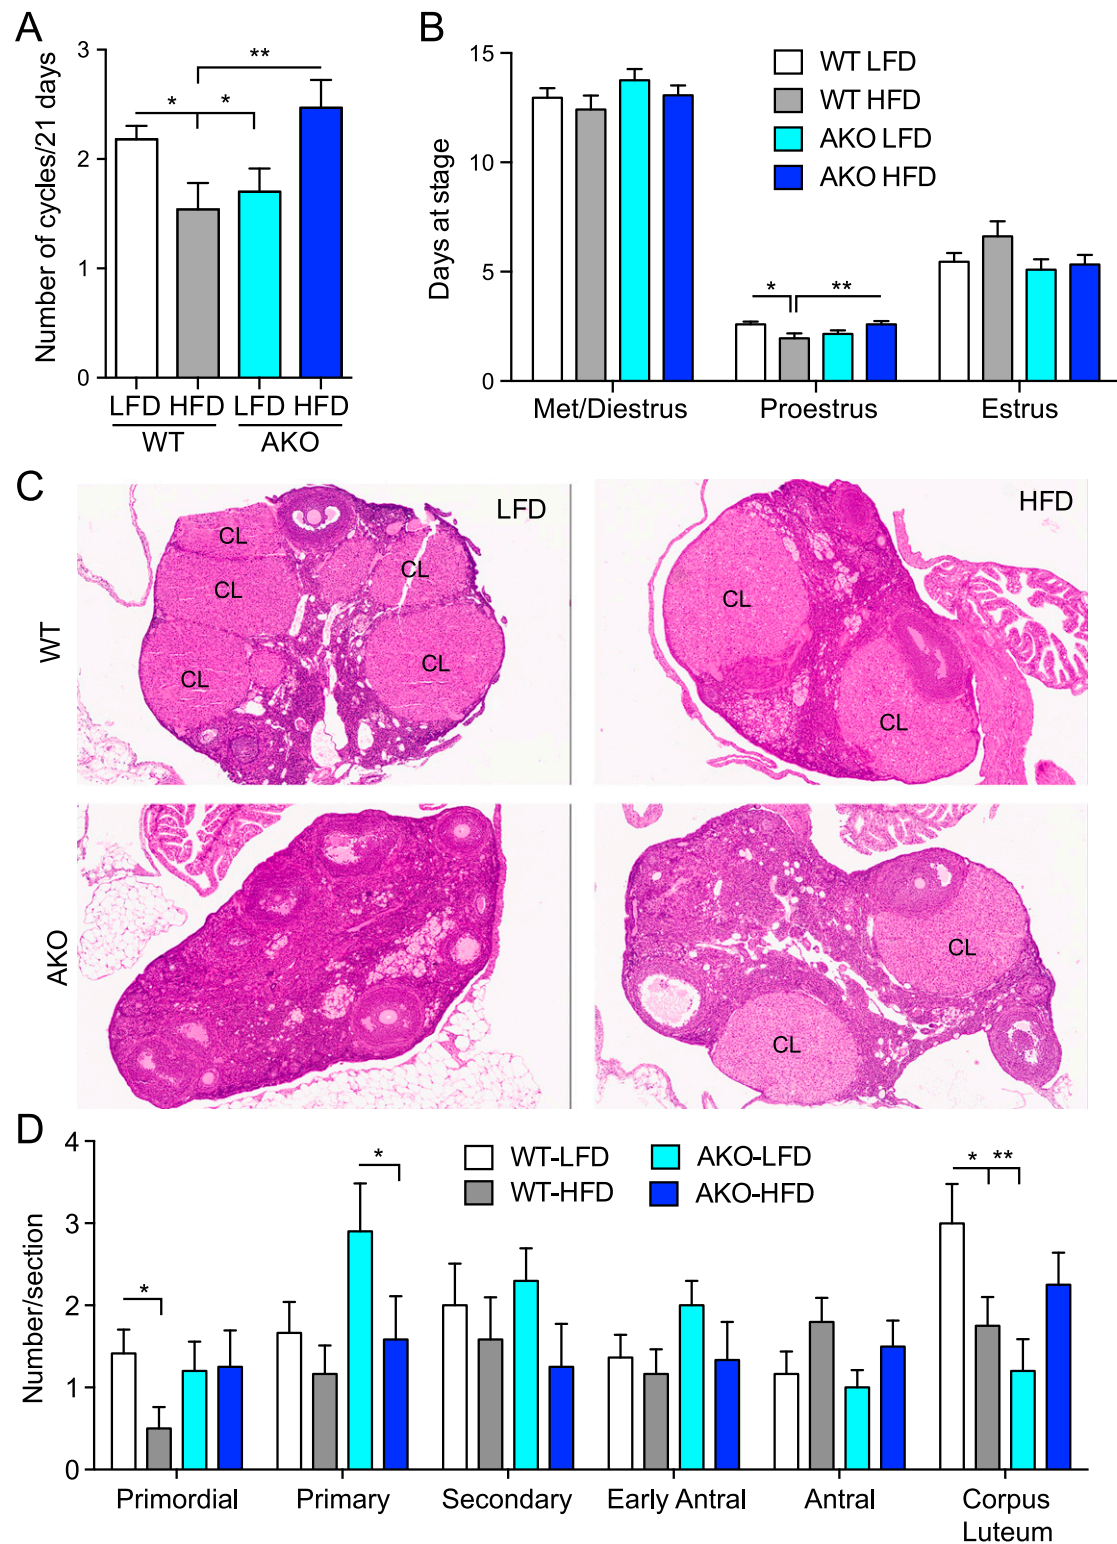 A
Number of cycles/21 days
3
2
1
0
**
* *
LFD HFD LFD HFD
WT AKO
B
Days at stage
15
10
5
0
WT LFD
WT HFD
AKO LFD
AKO HFD
* **
Met/Diestrus Proestrus Estrus
C
WT
LFD
CL
CL
CL
CL
CL
HFD
CL
CL
AKO
CL
CL
D
Number/section
4
3
2
1
0
WT-LFD AKO-LFD
WT-HFD AKO-HFD
*
*
* **
Primordial Primary Secondary Early Antral Antral Corpus
Luteum